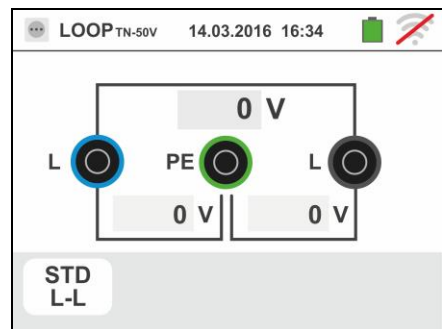 LOOP TN-50V 14.03.2016 16:34
0 V
L PE L
0 V 0 V
STD
L-L